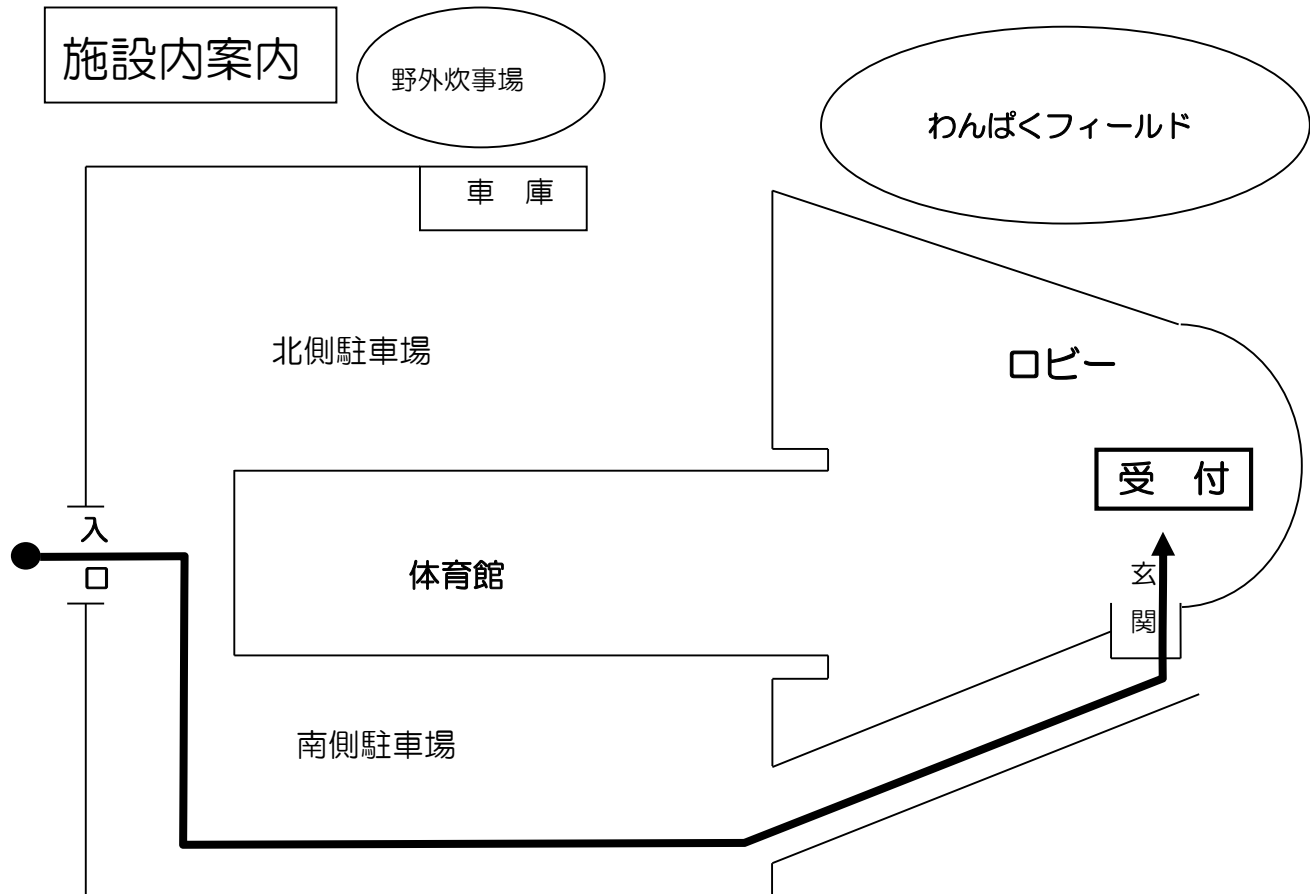 施設内案内
野外炊事場
わんぱくフィールド
車 庫
北側駐車場
ロビー
受 付
入口
体育館
玄関
南側駐車場